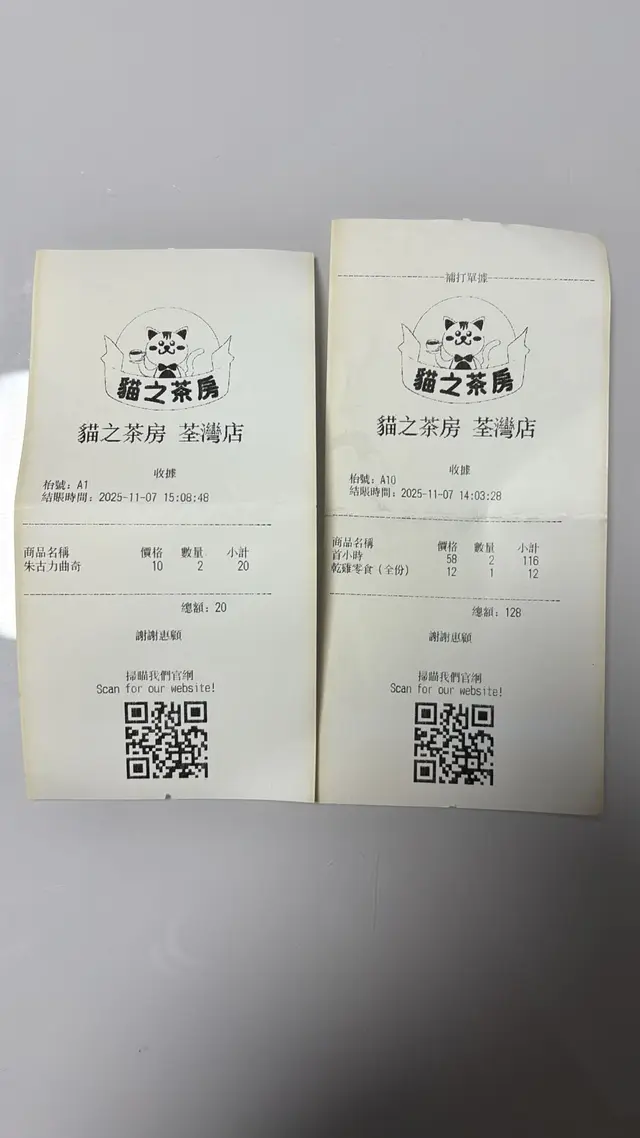 貓之茶房
貓之茶房 荃灣店
收據
枱號：A1
結賬時間：2025-11-07 15:08:48
商品名稱 價格 數量 小計
朱古力曲奇 10 2 20
總額：20
謝謝惠顧
掃瞄我們官網
Scan for our website!
補打單據
貓之茶房
貓之茶房 荃灣店
收據
枱號：A10
結賬時間：2025-11-07 14:03:28
商品名稱 價格 數量 小計
首小時 58 2 116
乾雞零食（全份） 12 1 12
總額：128
謝謝惠顧
掃瞄我們官網
Scan for our website!